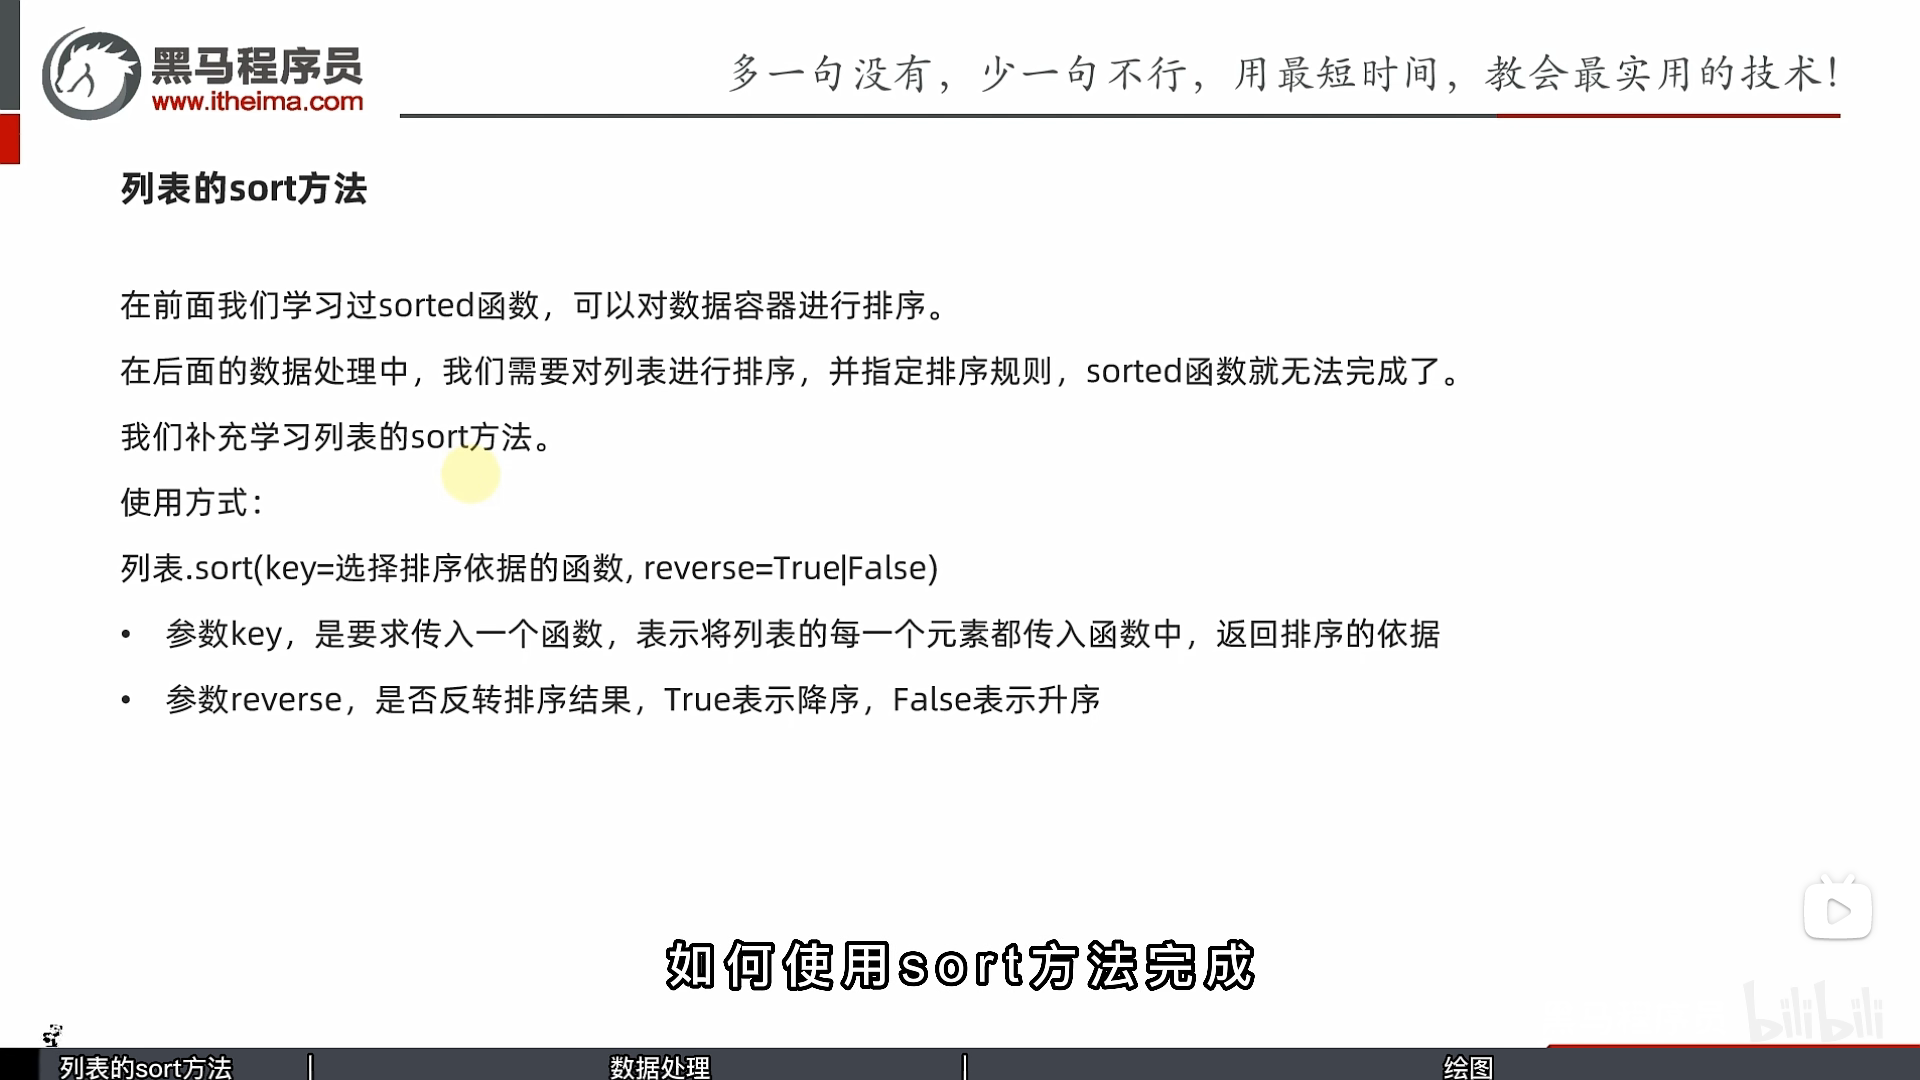 黑马程序员
www.itheima.com
多一句没有，少一句不行，用最短时间，教会最实用的技术！
列表的sort方法
在前面我们学习过sorted函数，可以对数据容器进行排序。
在后面的数据处理中，我们需要对列表进行排序，并指定排序规则，sorted函数就无法完成了。
我们补充学习列表的sort方法。
使用方式：
列表.sort(key=选择排序依据的函数, reverse=True|False)
• 参数key，是要求传入一个函数，表示将列表的每一个元素都传入函数中，返回排序的依据
• 参数reverse，是否反转排序结果，True表示降序，False表示升序
如何使用sort方法完成
bilibili
列表的sort方法 | 数据处理 | 绘图